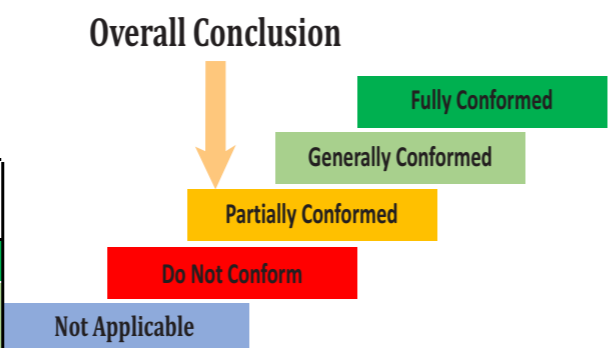 Overall Conclusion
Fully Conformed
Generally Conformed
Partially Conformed
Do Not Conform
Not Applicable